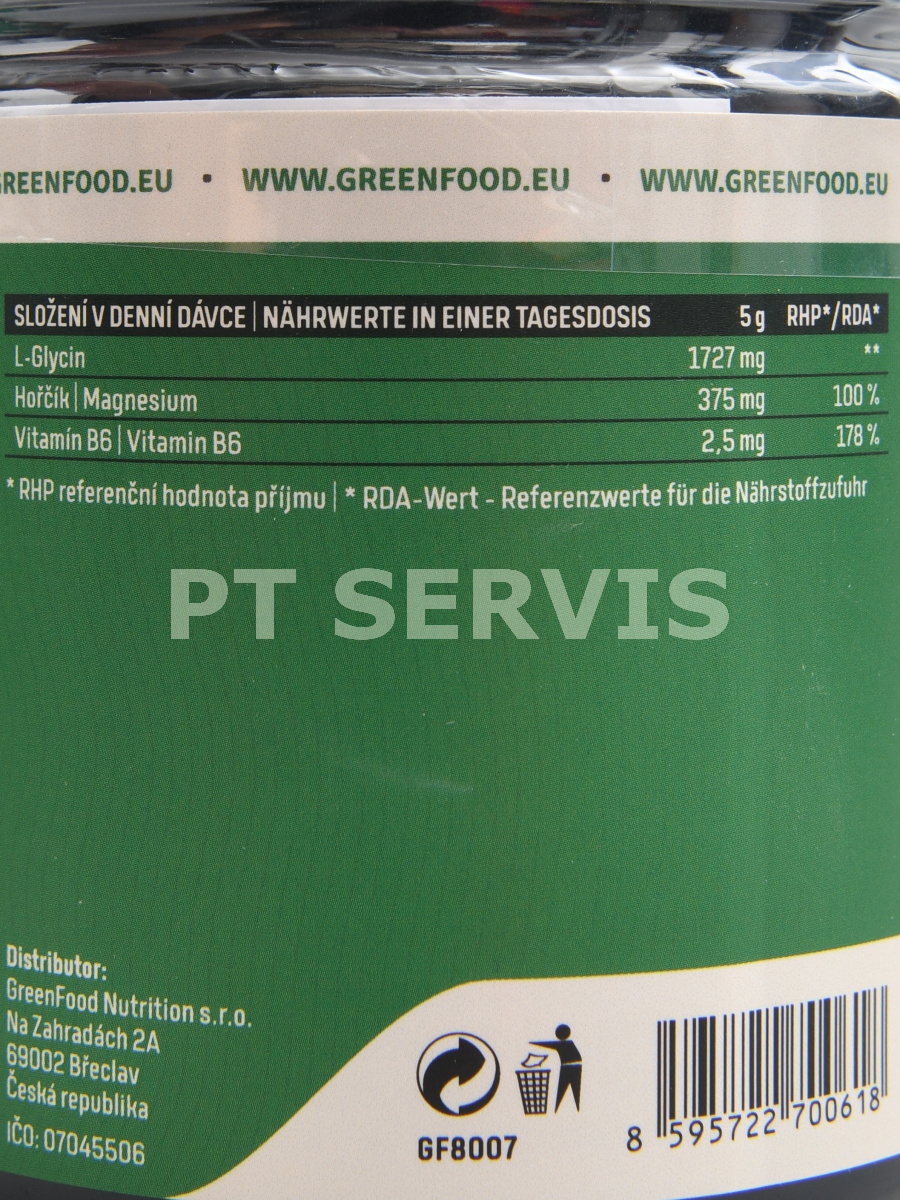 GREENFOOD.EU • WWW.GREENFOOD.EU • WWW.GREENFOOD.EU
SLOŽENÍ V DENNÍ DÁVCE | NÄHRWERTE IN EINER TAGESDOSIS 5 g RHP*/RDA*
L-Glycin 1727 mg **
Hořčík | Magnesium 375 mg 100 %
Vitamín B6 | Vitamin B6 2,5 mg 178 %
* RHP referenční hodnota příjmu | * RDA-Wert - Referenzwerte für die Nährstoffzufuhr
PT SERVIS
Distributor:
GreenFood Nutrition s.r.o.
Na Zahradách 2A
69002 Břeclav
Česká republika
IČO: 07045506
GF8007
8 595722 700618